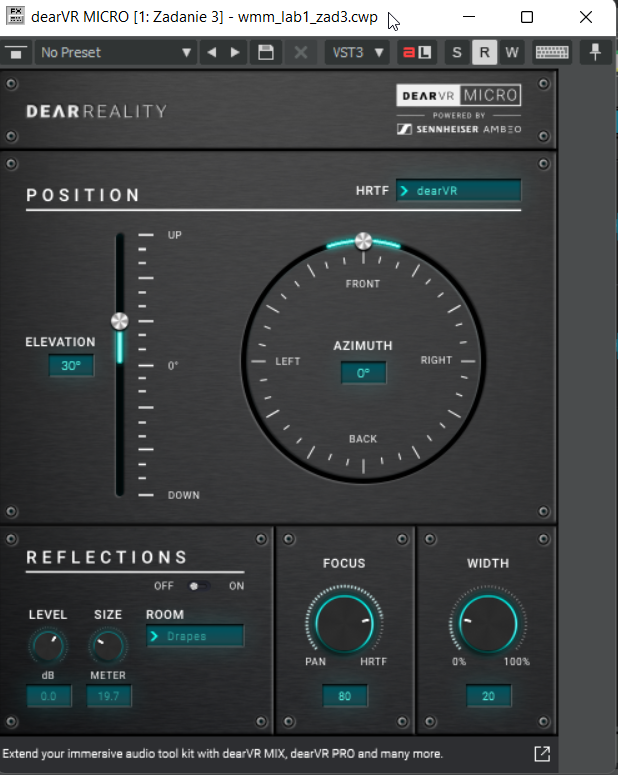 FX dearVR MICRO [1: Zadanie 3] - wmm_lab1_zad3.cwp
No Preset VST3 a L S R W
DEARREALITY
DEARVR MICRO
POWERED BY
SENNHEISER AMBEO
POSITION
HRTF dearVR
UP
FRONT
ELEVATION
30°
0°
AZIMUTH
0°
LEFT
RIGHT
BACK
DOWN
REFLECTIONS
OFF ON
LEVEL SIZE ROOM
Drapes
dB METER
0.0 19.7
FOCUS
PAN HRTF
80
WIDTH
0% 100%
20
Extend your immersive audio tool kit with dearVR MIX, dearVR PRO and many more.